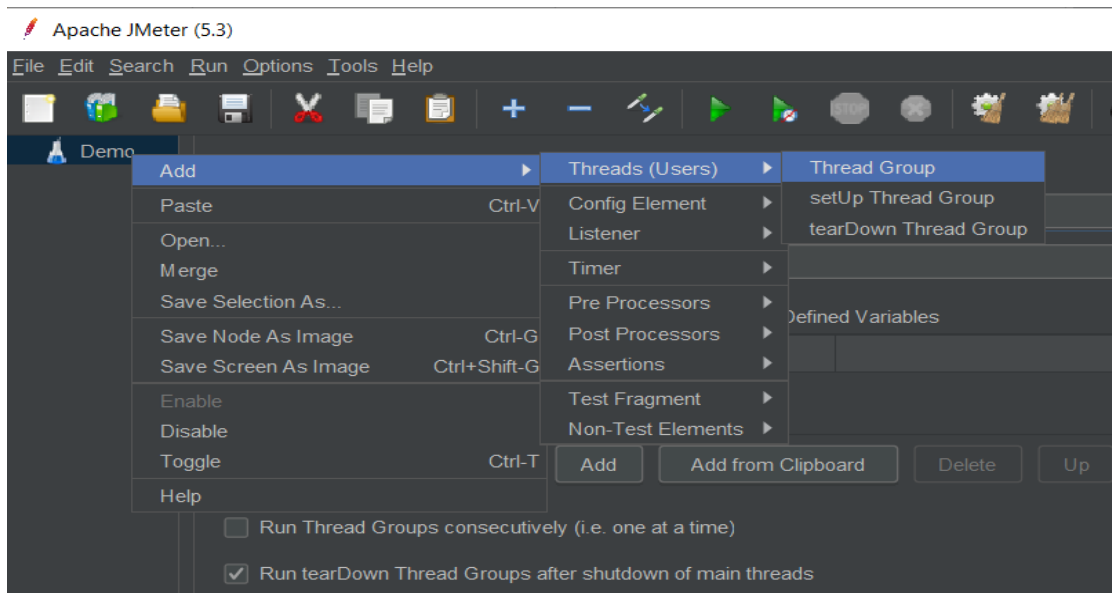 Apache JMeter (5.3)
File Edit Search Run Options Tools Help
STOP
Demo
Add
Paste Ctrl-V
Open...
Merge
Save Selection As...
Save Node As Image Ctrl-G
Save Screen As Image Ctrl+Shift-G
Enable
Disable
Toggle Ctrl-T
Help
Threads (Users)
Config Element
Listener
Timer
Pre Processors
Post Processors
Assertions
Test Fragment
Non-Test Elements
Thread Group
setUp Thread Group
tearDown Thread Group
Defined Variables
Add Add from Clipboard Delete Up
Run Thread Groups consecutively (i.e. one at a time)
Run tearDown Thread Groups after shutdown of main threads